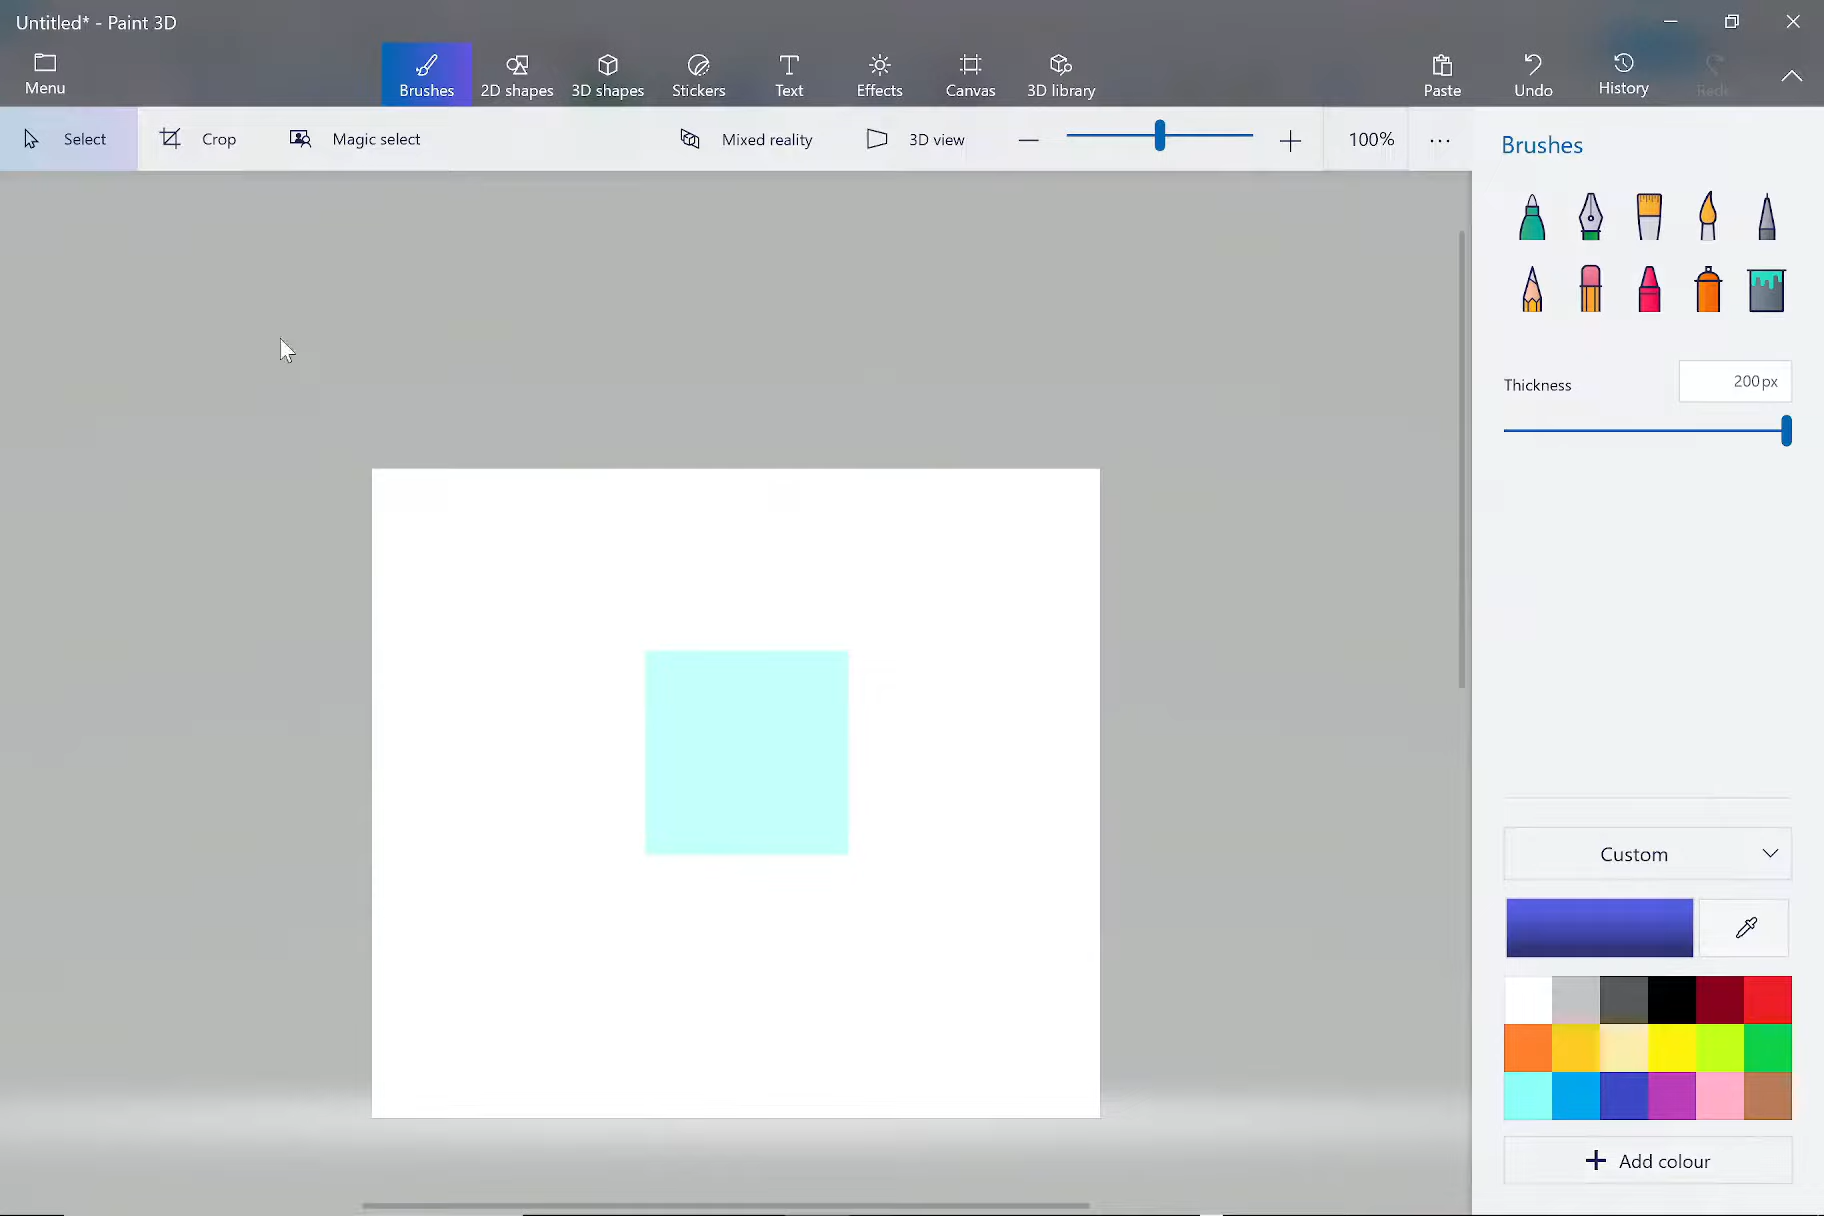 Untitled* - Paint 3D
Menu
Brushes
2D shapes
3D shapes
Stickers
Text
Effects
Canvas
3D library
Paste
Undo
History
Redo
Select
Crop
Magic select
Mixed reality
3D view
100%
Brushes
Thickness
200px
Custom
Add colour